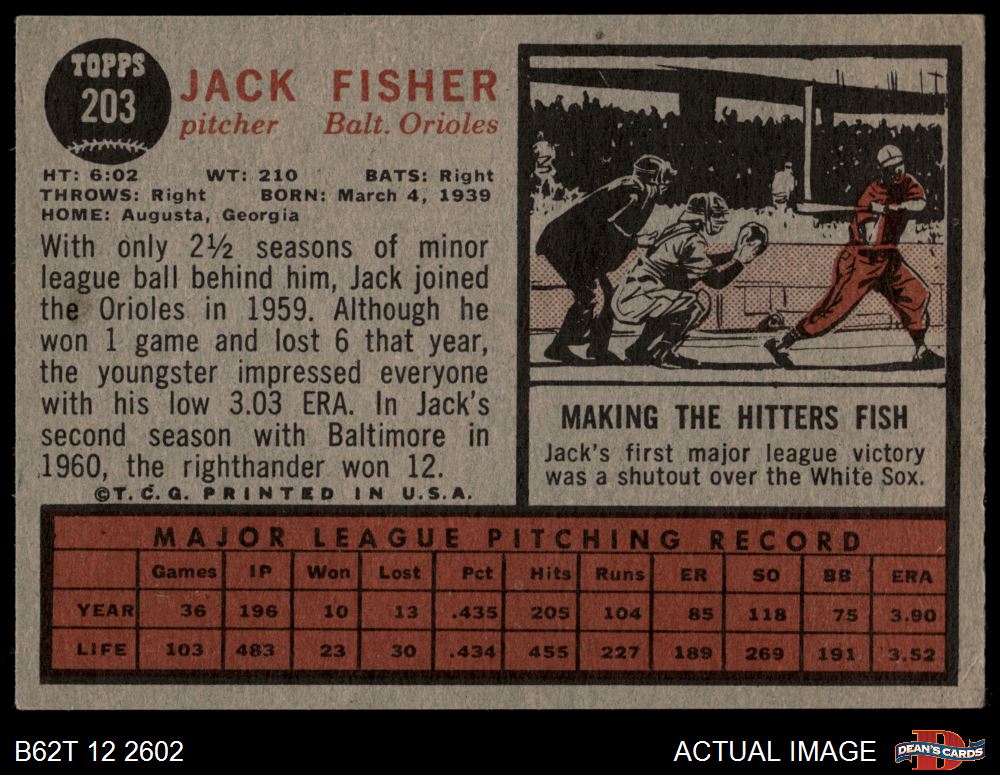 TOPPS
203
JACK FISHER
pitcher Balt. Orioles
HT: 6:02 WT: 210 BATS: Right
THROWS: Right BORN: March 4, 1939
HOME: Augusta, Georgia
With only 2½ seasons of minor
league ball behind him, Jack joined
the Orioles in 1959. Although he
won 1 game and lost 6 that year,
the youngster impressed everyone
with his low 3.03 ERA. In Jack's
second season with Baltimore in
1960, the righthander won 12.
©T.C.G. PRINTED IN U.S.A.
MAKING THE HITTERS FISH
Jack's first major league victory
was a shutout over the White Sox.
MAJOR LEAGUE PITCHING RECORD
Games IP Won Lost Pct Hits Runs ER SO BB ERA
YEAR 36 196 10 13 .435 205 104 85 118 75 3.90
LIFE 103 483 23 30 .434 455 227 189 269 191 3.52
B62T 12 2602
ACTUAL IMAGE
DEAN'S CARDS